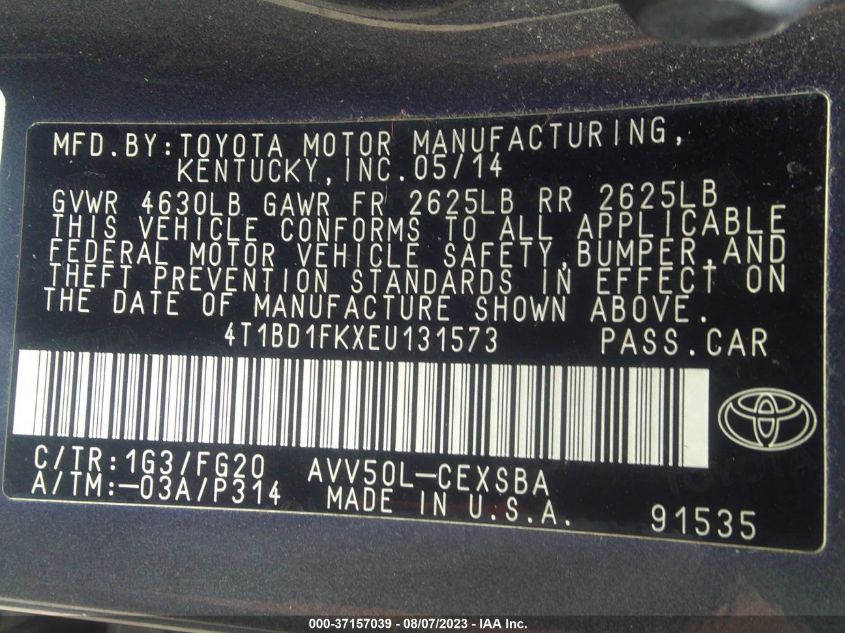 MFD.BY:TOYOTA MOTOR MANUFACTURING,
KENTUCKY,INC.05/14
GVWR 4630LB GAWR FR 2625LB RR 2625LB
THIS VEHICLE CONFORMS TO ALL APPLICABLE
FEDERAL MOTOR VEHICLE SAFETY,BUMPER,AND
THEFT PREVENTION STANDARDS IN EFFECT ON
THE DATE OF MANUFACTURE SHOWN ABOVE.
4T1BD1FKXEU131573 PASS.CAR
C/TR:1G3/FG20 AVV50L-CEXSBA
A/TM:-03A/P314 MADE IN U.S.A. 91535
000-37157039 - 08/07/2023 - IAA Inc.